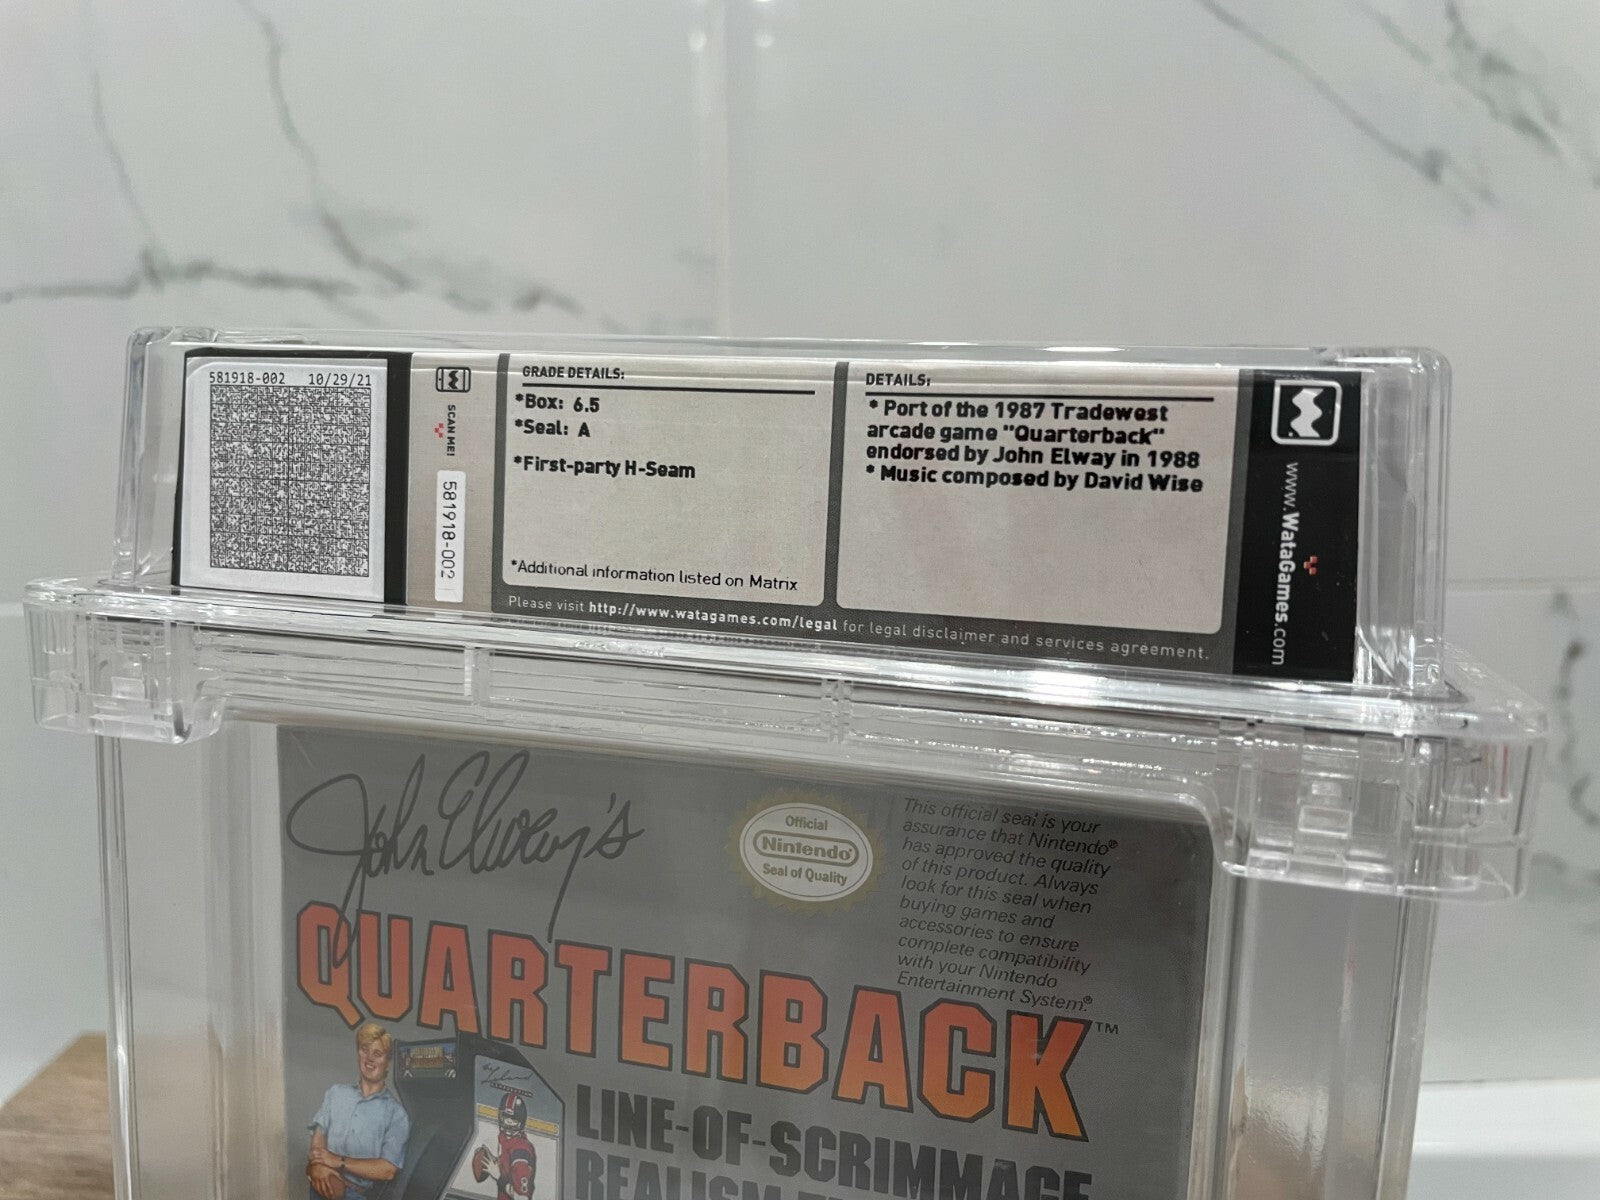 581918-002 10/29/21
SCAN ME!
581918-002
GRADE DETAILS:
*Box: 6.5
*Seal: A
*First-party H-Seam
*Additional information listed on Matrix
DETAILS:
* Port of the 1987 Tradewest
arcade game "Quarterback"
endorsed by John Elway in 1988
* Music composed by David Wise
Please visit http://www.watagames.com/legal for legal disclaimer and services agreement.
www.WataGames.com
John Elway's
QUARTERBACK™
LINE-OF-SCRIMMAGE
REALISM
Official
Nintendo®
Seal of Quality
This official seal is your
assurance that Nintendo®
has approved the quality
of this product. Always
look for this seal when
buying games and
accessories to ensure
complete compatibility
with your Nintendo
Entertainment System.®